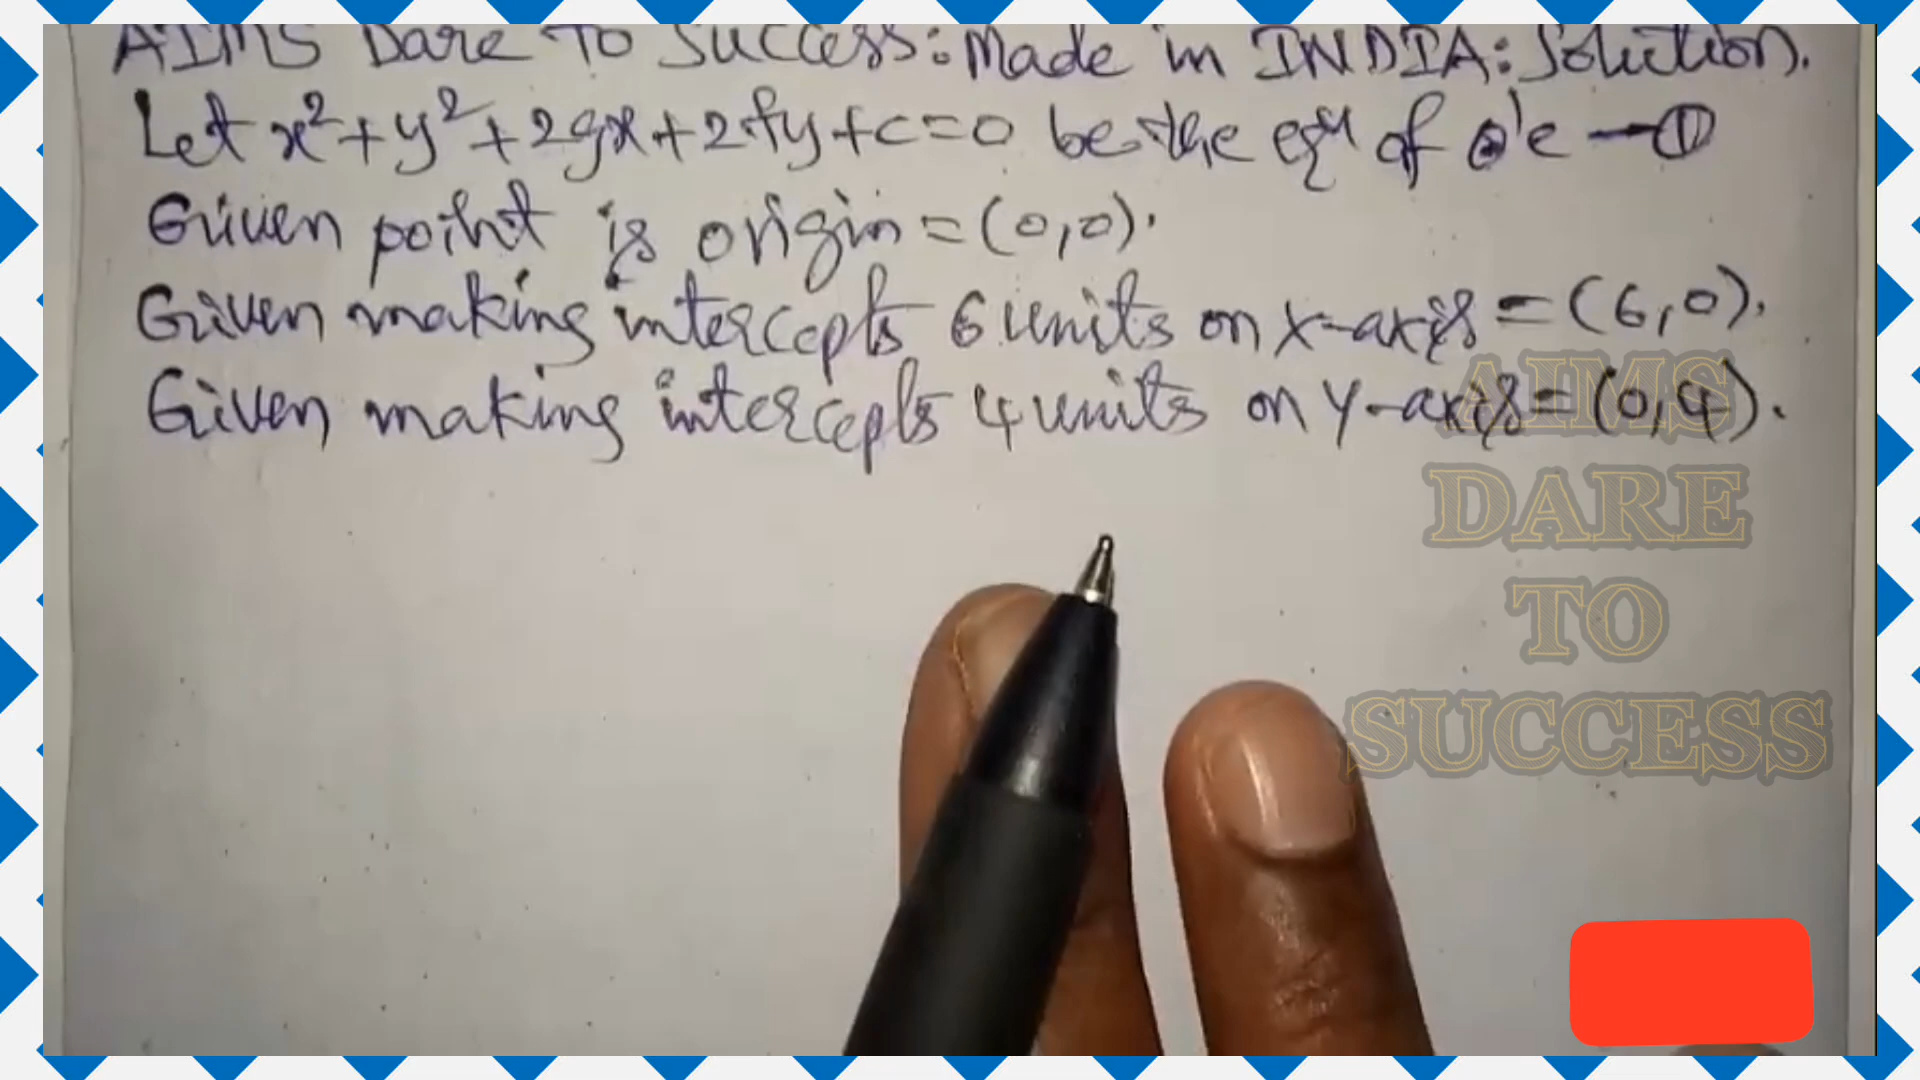 AIMS Dare To Success: Made in INDIA: Solution.
Let x²+y²+2gx+2fy+c=0 be the eqn of ⊙'e —①
Given point is origin=(0,0).
Given making intercepts 6 units on x-axis=(6,0).
Given making intercepts 4 units on y-axis=(0,4).
AIMS
DARE
TO
SUCCESS